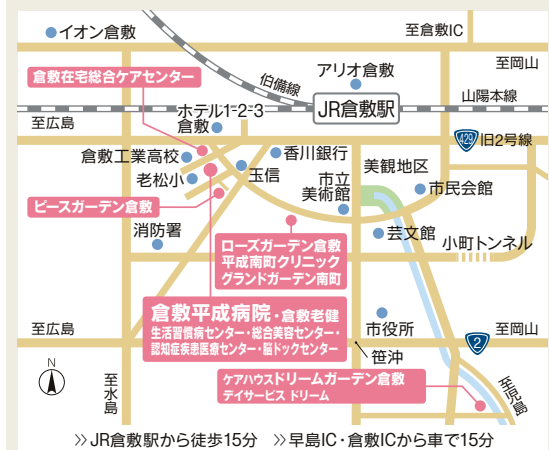 イオン倉敷
至倉敷IC
至岡山
倉敷在宅総合ケアセンター
伯備線
アリオ倉敷
山陽本線
JR倉敷駅
至広島
ホテル1-2-3
倉敷
429
旧2号線
倉敷工業高校
香川銀行
美観地区
老松小
玉信
市立
美術館
市民会館
ピースガーデン倉敷
消防署
芸文館
小町トンネル
ローズガーデン倉敷
平成南町クリニック
グランドガーデン南町
倉敷平成病院・倉敷老健
生活習慣病センター・総合美容センター・
認知症疾患医療センター・脳ドックセンター
至広島
市役所
2
至岡山
笹沖
N
至水島
ケアハウスドリームガーデン倉敷
デイサービス ドリーム
至児島
≫JR倉敷駅から徒歩15分 ≫早島IC・倉敷ICから車で15分